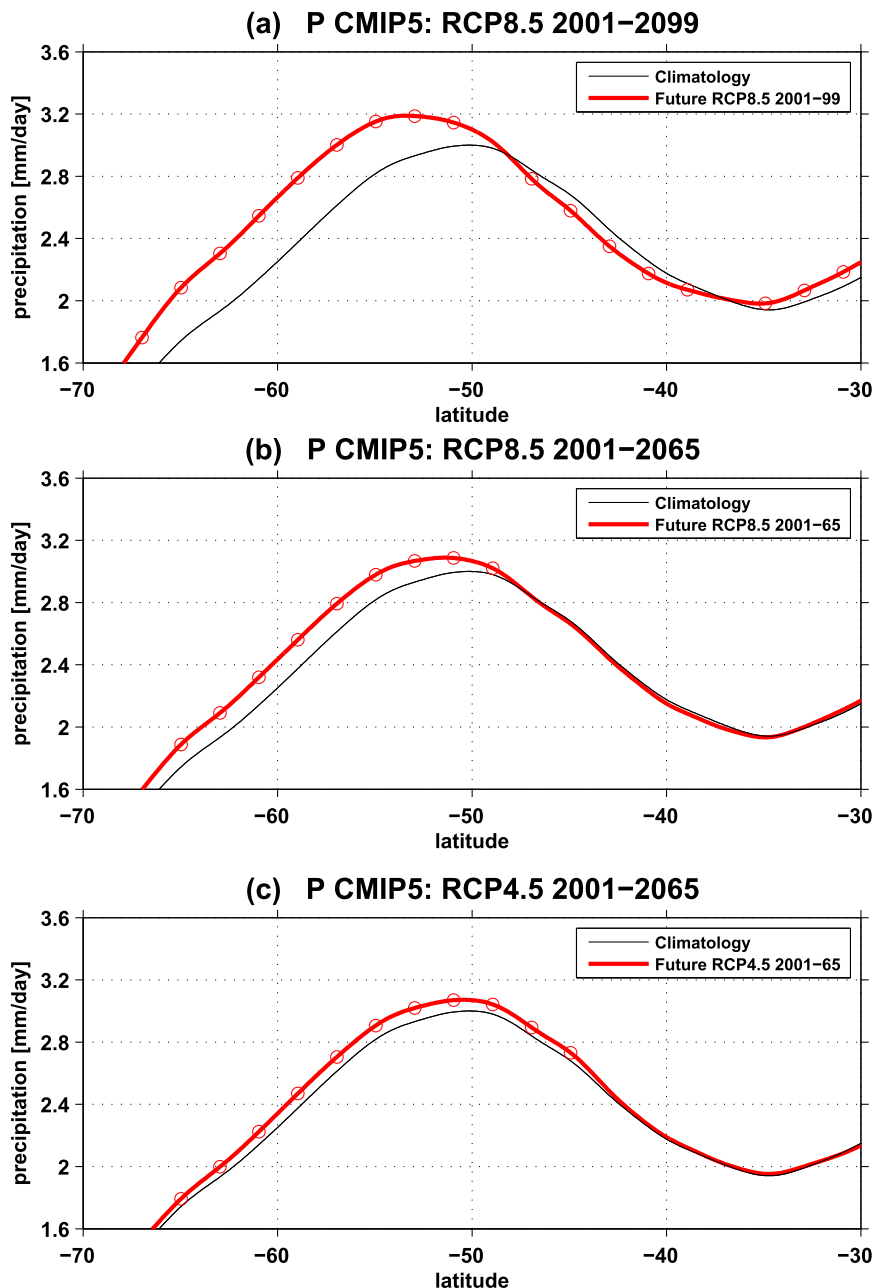 (a) P CMIP5: RCP8.5 2001−2099
precipitation [mm/day]
3.6
3.2
2.8
2.4
2
1.6
Climatology
Future RCP8.5 2001−99
−70
−60
−50
−40
−30
latitude
(b) P CMIP5: RCP8.5 2001−2065
precipitation [mm/day]
3.6
3.2
2.8
2.4
2
1.6
Climatology
Future RCP8.5 2001−65
−70
−60
−50
−40
−30
latitude
(c) P CMIP5: RCP4.5 2001−2065
precipitation [mm/day]
3.6
3.2
2.8
2.4
2
1.6
Climatology
Future RCP4.5 2001−65
−70
−60
−50
−40
−30
latitude